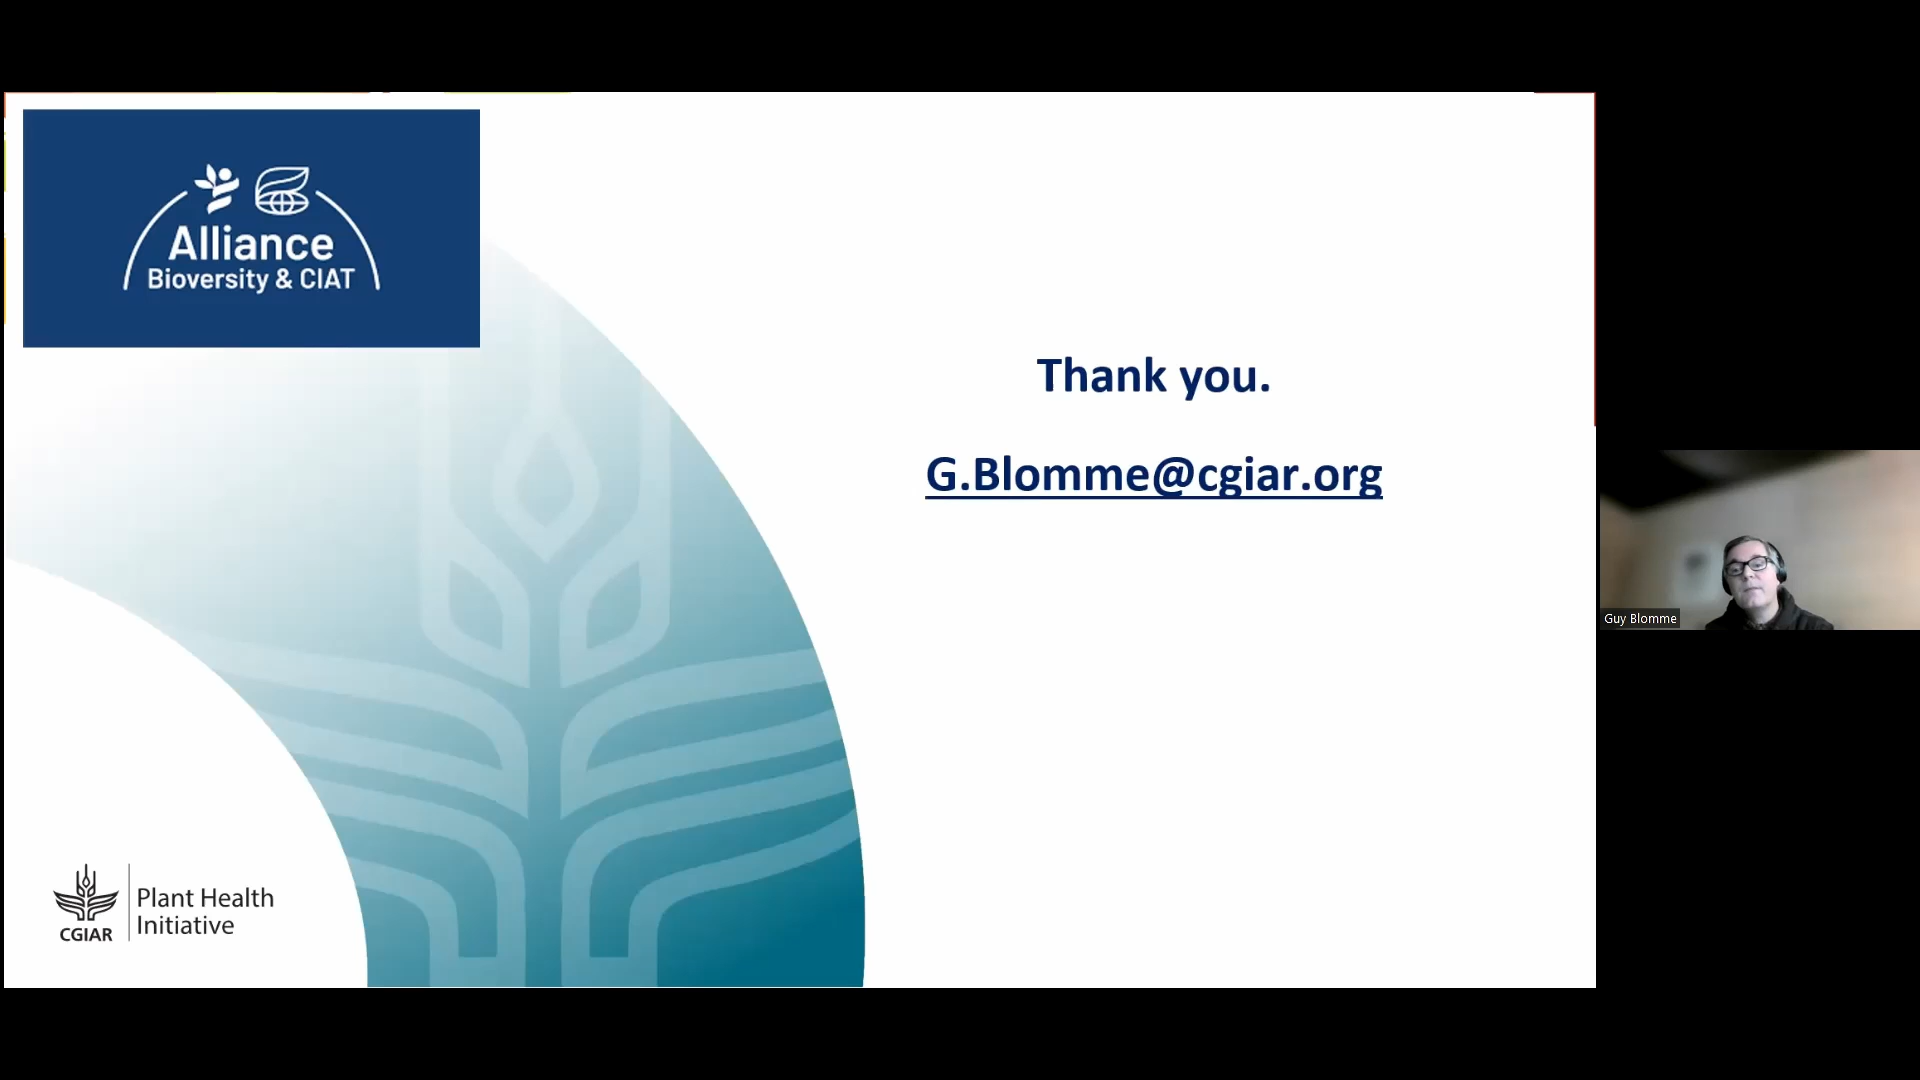 Alliance
Bioversity & CIAT
Thank you.
G.Blomme@cgiar.org
Guy Blomme
Plant Health
Initiative
CGIAR